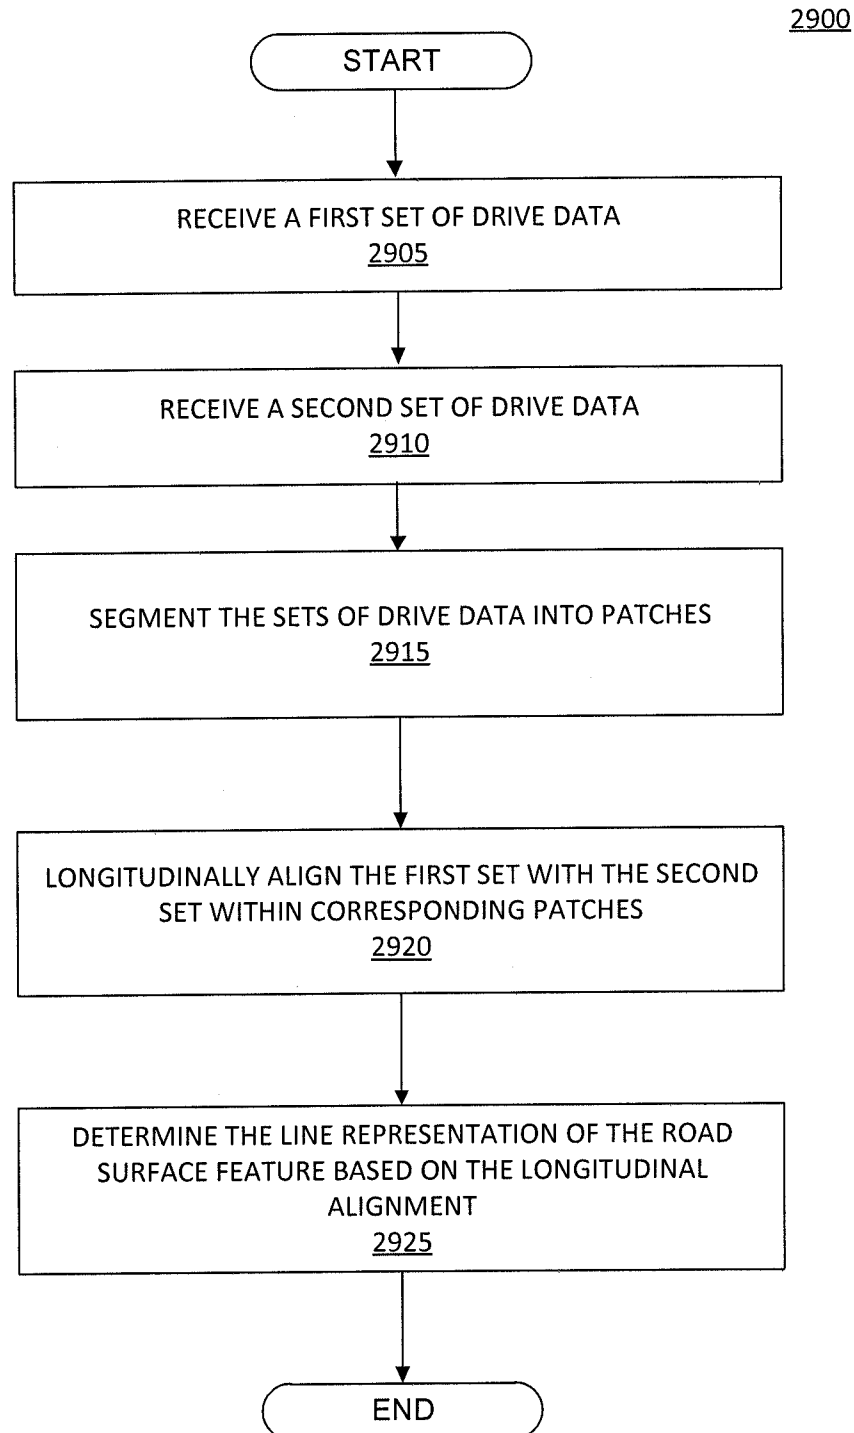 2900
START
RECEIVE A FIRST SET OF DRIVE DATA
2905
RECEIVE A SECOND SET OF DRIVE DATA
2910
SEGMENT THE SETS OF DRIVE DATA INTO PATCHES
2915
LONGITUDINALLY ALIGN THE FIRST SET WITH THE SECOND
SET WITHIN CORRESPONDING PATCHES
2920
DETERMINE THE LINE REPRESENTATION OF THE ROAD
SURFACE FEATURE BASED ON THE LONGITUDINAL
ALIGNMENT
2925
END